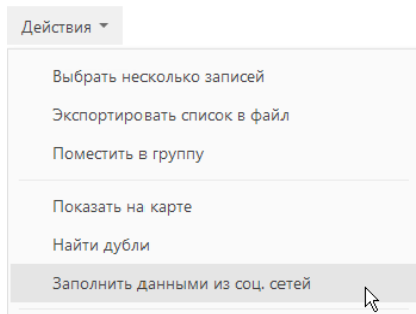 Действия
Выбрать несколько записей
Экспортировать список в файл
Поместить в группу
Показать на карте
Найти дубли
Заполнить данными из соц. сетей